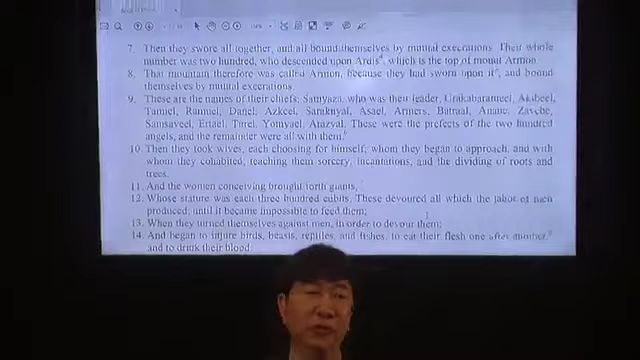 7. Then they swore all together, and all bound themselves by mutual execrations. Their whole
number was two hundred, who descended upon Ardis, which is the top of mount Armon.
8. That mountain therefore was called Armon, because they had sworn upon it, and bound
themselves by mutual execrations.
9. These are the names of their chiefs: Samyaza, who was their leader, Urakabarameel, Akibeel,
Tamiel, Ramuel, Danel, Azkeel, Saraknyal, Asael, Armers, Batraal, Anane, Zavebe,
Samsaveel, Ertael, Turel, Yomyael, Arazyal. These were the prefects of the two hundred
angels, and the remainder were all with them.
10. Then they took wives, each choosing for himself; whom they began to approach, and with
whom they cohabited, teaching them sorcery, incantations, and the dividing of roots and
trees.
11. And the women conceiving brought forth giants,
12. Whose stature was each three hundred cubits. These devoured all which the labor of men
produced; until it became impossible to feed them;
13. When they turned themselves against men, in order to devour them;
14. And began to injure birds, beasts, reptiles, and fishes, to eat their flesh one after another,
and to drink their blood.